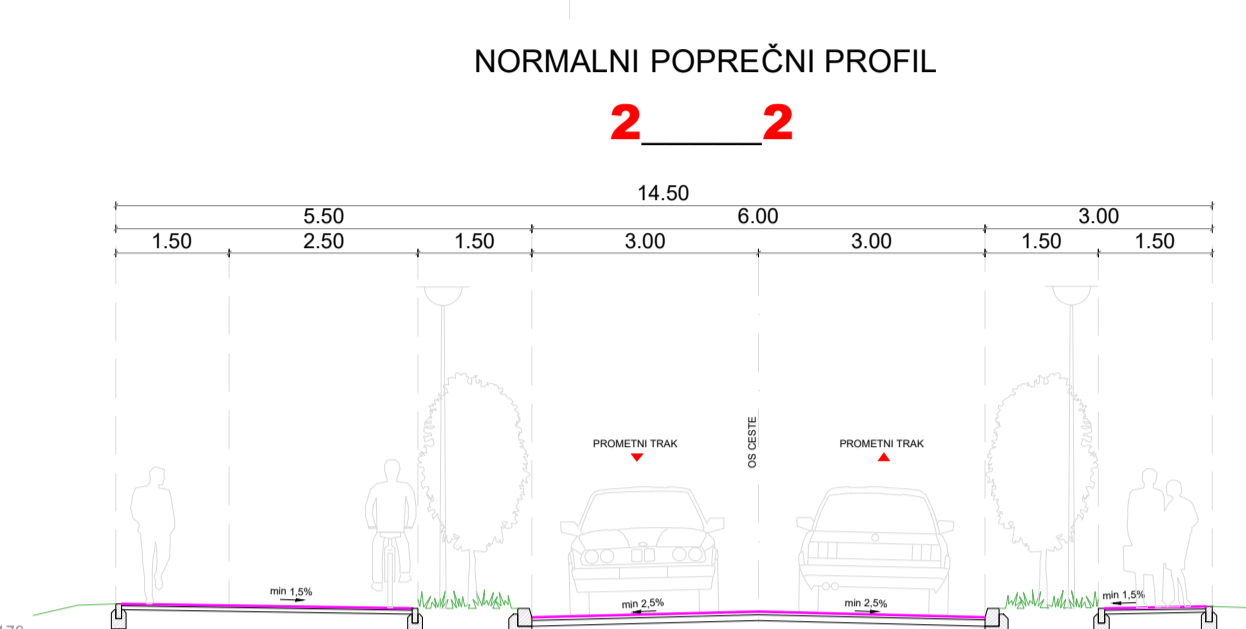 NORMALNI POPREČNI PROFIL
2 2
14.50
5.50 6.00 3.00
1.50 2.50 1.50 3.00 3.00 1.50 1.50
OS CESTE
PROMETNI TRAK PROMETNI TRAK
min 1,5% min 2,5% min 2,5% min 1,5%